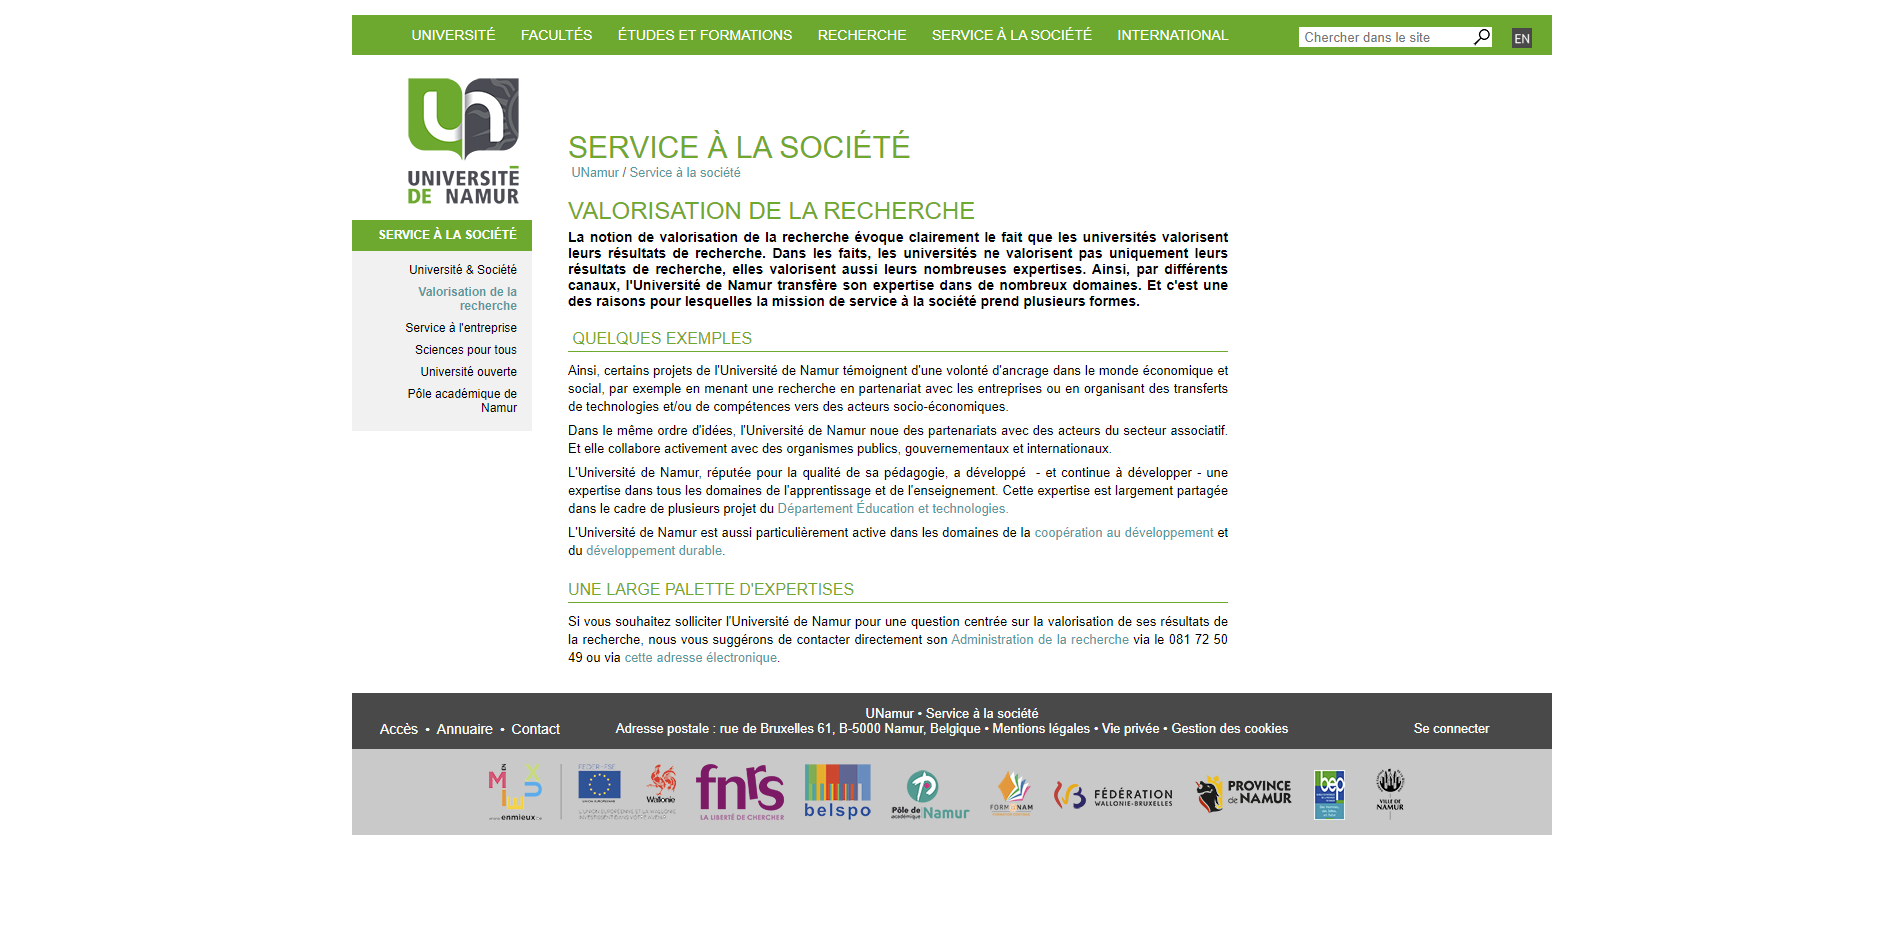 UNIVERSITÉ FACULTÉS ÉTUDES ET FORMATIONS RECHERCHE SERVICE À LA SOCIÉTÉ INTERNATIONAL Chercher dans le site EN
UNIVERSITÉ
DE NAMUR
SERVICE À LA SOCIÉTÉ
Université & Société
Valorisation de la
recherche
Service à l'entreprise
Sciences pour tous
Université ouverte
Pôle académique de
Namur
SERVICE À LA SOCIÉTÉ
UNamur / Service à la société
VALORISATION DE LA RECHERCHE
La notion de valorisation de la recherche évoque clairement le fait que les universités valorisent
leurs résultats de recherche. Dans les faits, les universités ne valorisent pas uniquement leurs
résultats de recherche, elles valorisent aussi leurs nombreuses expertises. Ainsi, par différents
canaux, l'Université de Namur transfère son expertise dans de nombreux domaines. Et c'est une
des raisons pour lesquelles la mission de service à la société prend plusieurs formes.
QUELQUES EXEMPLES
Ainsi, certains projets de l'Université de Namur témoignent d'une volonté d'ancrage dans le monde économique et
social, par exemple en menant une recherche en partenariat avec les entreprises ou en organisant des transferts
de technologies et/ou de compétences vers des acteurs socio-économiques.
Dans le même ordre d'idées, l'Université de Namur noue des partenariats avec des acteurs du secteur associatif.
Et elle collabore activement avec des organismes publics, gouvernementaux et internationaux.
L'Université de Namur, réputée pour la qualité de sa pédagogie, a développé - et continue à développer - une
expertise dans tous les domaines de l'apprentissage et de l'enseignement. Cette expertise est largement partagée
dans le cadre de plusieurs projet du Département Éducation et technologies.
L'Université de Namur est aussi particulièrement active dans les domaines de la coopération au développement et
du développement durable.
UNE LARGE PALETTE D'EXPERTISES
Si vous souhaitez solliciter l'Université de Namur pour une question centrée sur la valorisation de ses résultats de
la recherche, nous vous suggérons de contacter directement son Administration de la recherche via le 081 72 50
49 ou via cette adresse électronique.
UNamur • Service à la société
Accès • Annuaire • Contact
Adresse postale : rue de Bruxelles 61, B-5000 Namur, Belgique • Mentions légales • Vie privée • Gestion des cookies
Se connecter
EN MIEUX
www.enmieux.be
FEDER-FSE
Wallonie
fnrs
LA LIBERTÉ DE CHERCHER
belspo
Pôle de
académique Namur
FORMANAM
FÉDÉRATION
WALLONIE-BRUXELLES
PROVINCE
de NAMUR
bep
VILLE DE
NAMUR